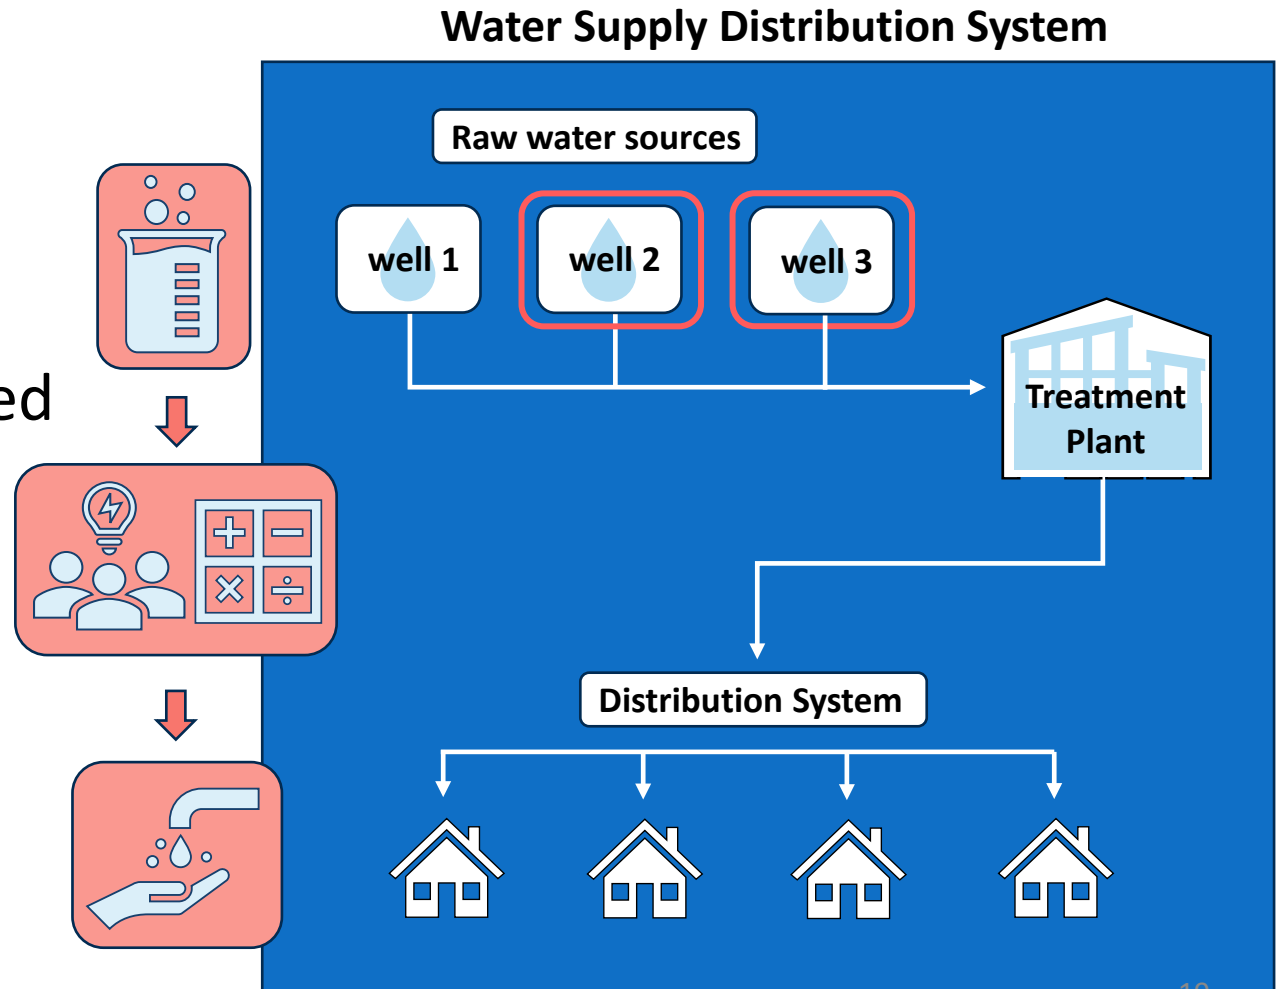 Water Supply Distribution System
Raw water sources
well 1
well 2
well 3
ed
Treatment
Plant
Distribution System